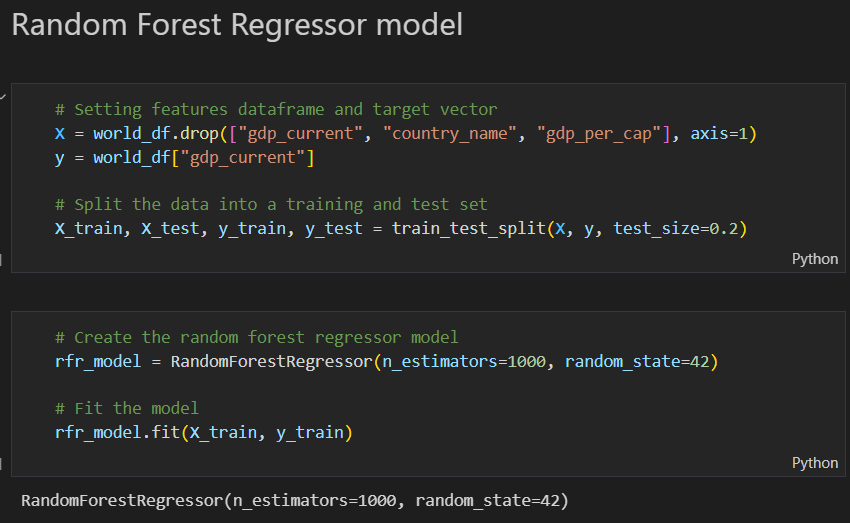 Random Forest Regressor model
# Setting features dataframe and target vector
X = world_df.drop(["gdp_current", "country_name", "gdp_per_cap"], axis=1)
y = world_df["gdp_current"]
# Split the data into a training and test set
X_train, X_test, y_train, y_test = train_test_split(X, y, test_size=0.2)
Python
# Create the random forest regressor model
rfr_model = RandomForestRegressor(n_estimators=1000, random_state=42)
# Fit the model
rfr_model.fit(X_train, y_train)
Python
RandomForestRegressor(n_estimators=1000, random_state=42)